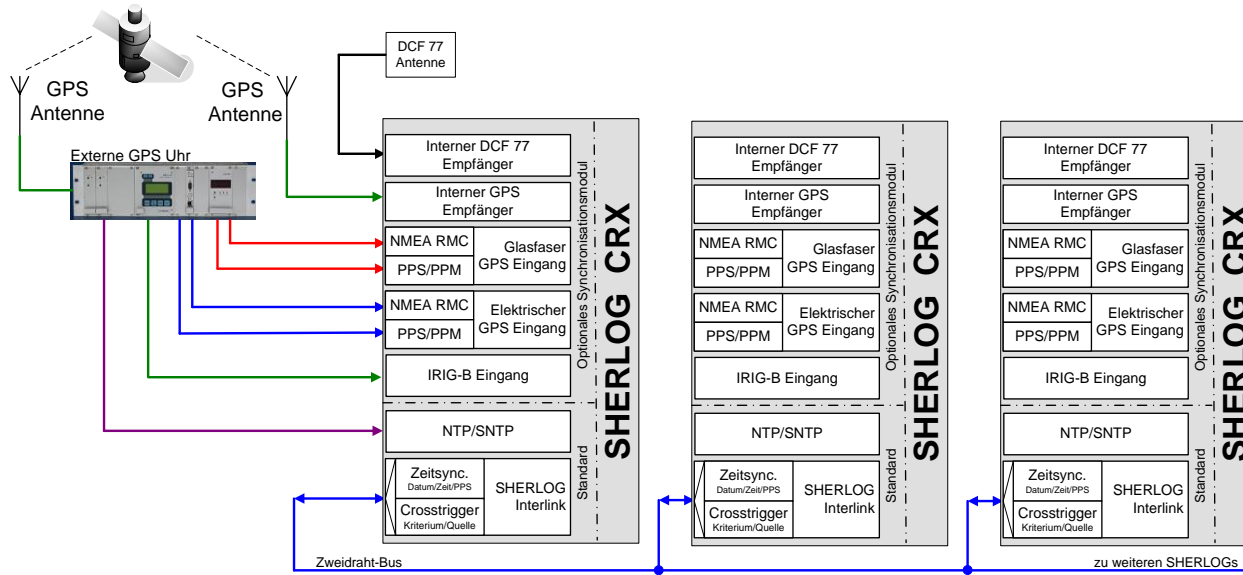 DCF 77
Antenne
GPS
Antenne
GPS
Antenne
Externe GPS Uhr
Interner DCF 77
Empfänger
Interner GPS
Empfänger
NMEA RMC
PPS/PPM
Glasfaser
GPS Eingang
NMEA RMC
PPS/PPM
Elektrischer
GPS Eingang
IRIG-B Eingang
NTP/SNTP
Zeitsync.
Datum/Zeit/PPS
Crosstrigger
Kriterium/Quelle
SHERLOG
Interlink
Optionales Synchronisationsmodul
Standard
SHERLOG CRX
Interner DCF 77
Empfänger
Interner GPS
Empfänger
NMEA RMC
PPS/PPM
Glasfaser
GPS Eingang
NMEA RMC
PPS/PPM
Elektrischer
GPS Eingang
IRIG-B Eingang
NTP/SNTP
Zeitsync.
Datum/Zeit/PPS
Crosstrigger
Kriterium/Quelle
SHERLOG
Interlink
Optionales Synchronisationsmodul
Standard
SHERLOG CRX
Interner DCF 77
Empfänger
Interner GPS
Empfänger
NMEA RMC
PPS/PPM
Glasfaser
GPS Eingang
NMEA RMC
PPS/PPM
Elektrischer
GPS Eingang
IRIG-B Eingang
NTP/SNTP
Zeitsync.
Datum/Zeit/PPS
Crosstrigger
Kriterium/Quelle
SHERLOG
Interlink
Optionales Synchronisationsmodul
Standard
SHERLOG CRX
Zweidraht-Bus
zu weiteren SHERLOGs